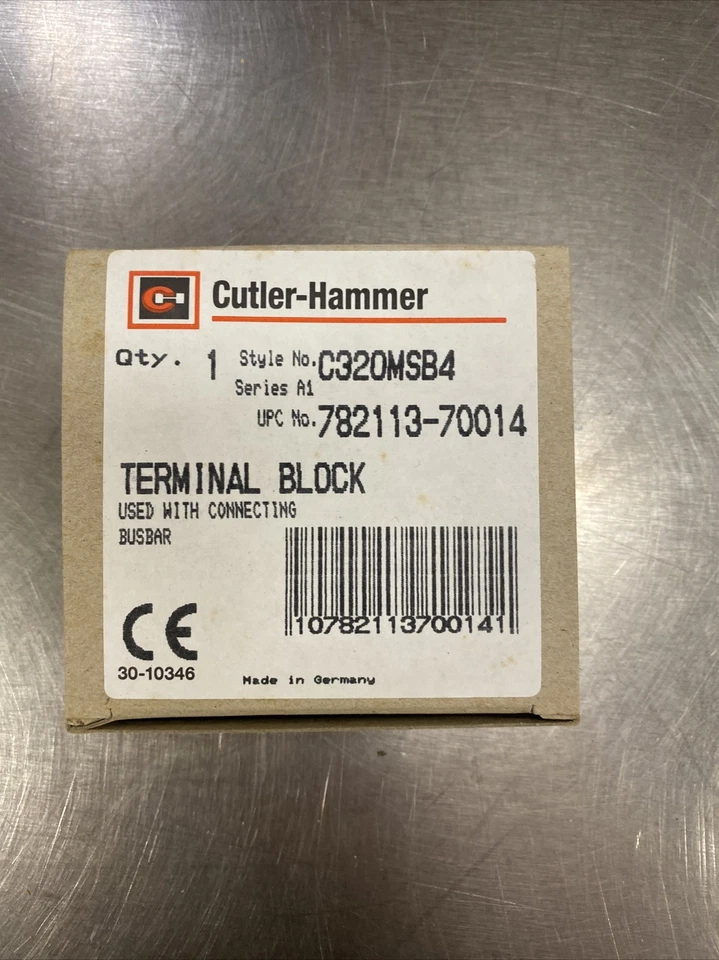 Cutler-Hammer
Qty. 1 Style No. C320MSB4
Series A1
UPC No. 782113-70014
TERMINAL BLOCK
USED WITH CONNECTING
BUSBAR
10782113700141
CE
30-10346
Made in Germany